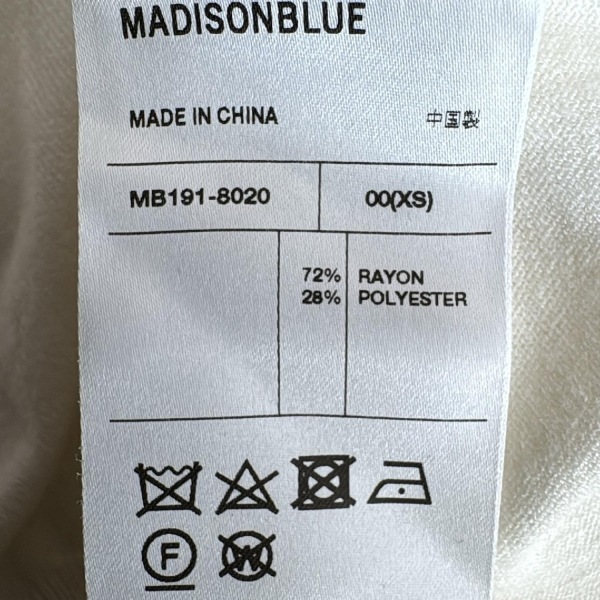 MADISONBLUE
MADE IN CHINA 中国製
MB191-8020 00(XS)
72% RAYON
28% POLYESTER
F W